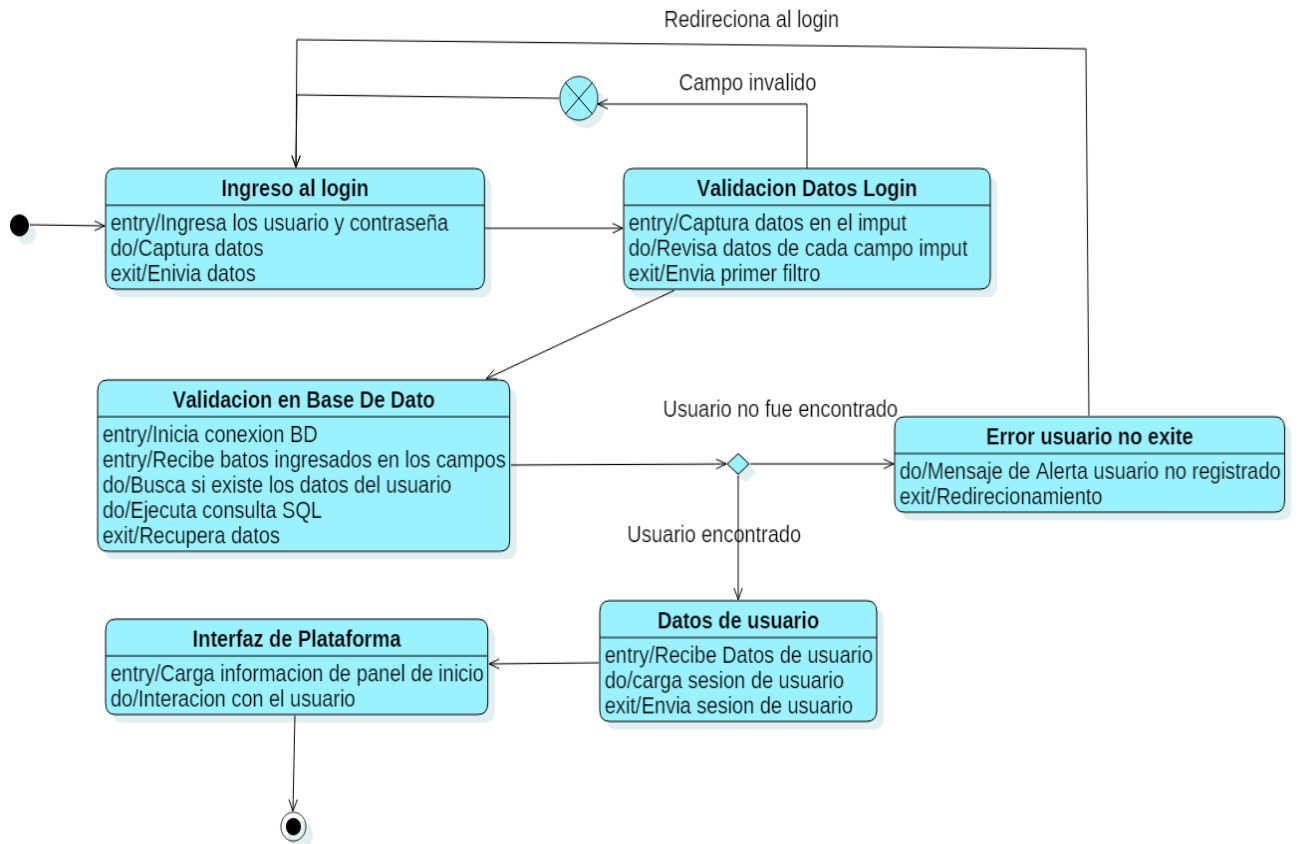 Redireciona al login
Campo invalido
Ingreso al login
entry/Ingresa los usuario y contraseña
do/Captura datos
exit/Enivia datos
Validacion Datos Login
entry/Captura datos en el imput
do/Revisa datos de cada campo imput
exit/Envia primer filtro
Validacion en Base De Dato
entry/Inicia conexion BD
entry/Recibe batos ingresados en los campos
do/Busca si existe los datos del usuario
do/Ejecuta consulta SQL
exit/Recupera datos
Usuario no fue encontrado
Error usuario no exite
do/Mensaje de Alerta usuario no registrado
exit/Redirecionamiento
Usuario encontrado
Datos de usuario
entry/Recibe Datos de usuario
do/carga sesion de usuario
exit/Envia sesion de usuario
Interfaz de Plataforma
entry/Carga informacion de panel de inicio
do/Interacion con el usuario